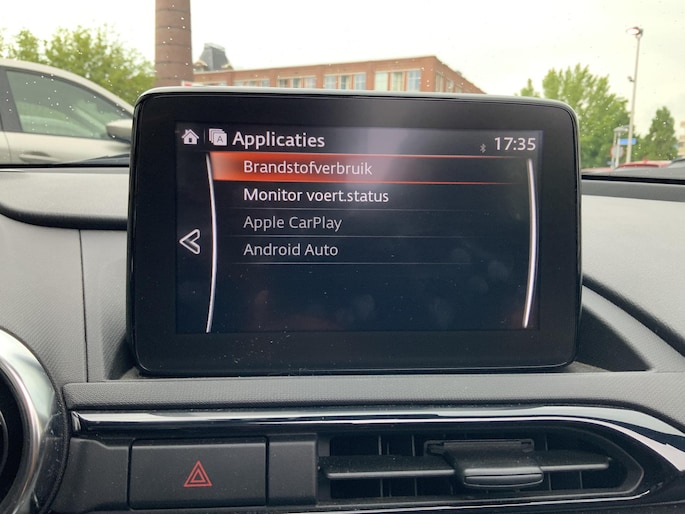 A Applicaties 17:35
Brandstofverbruik
Monitor voert.status
Apple CarPlay
Android Auto